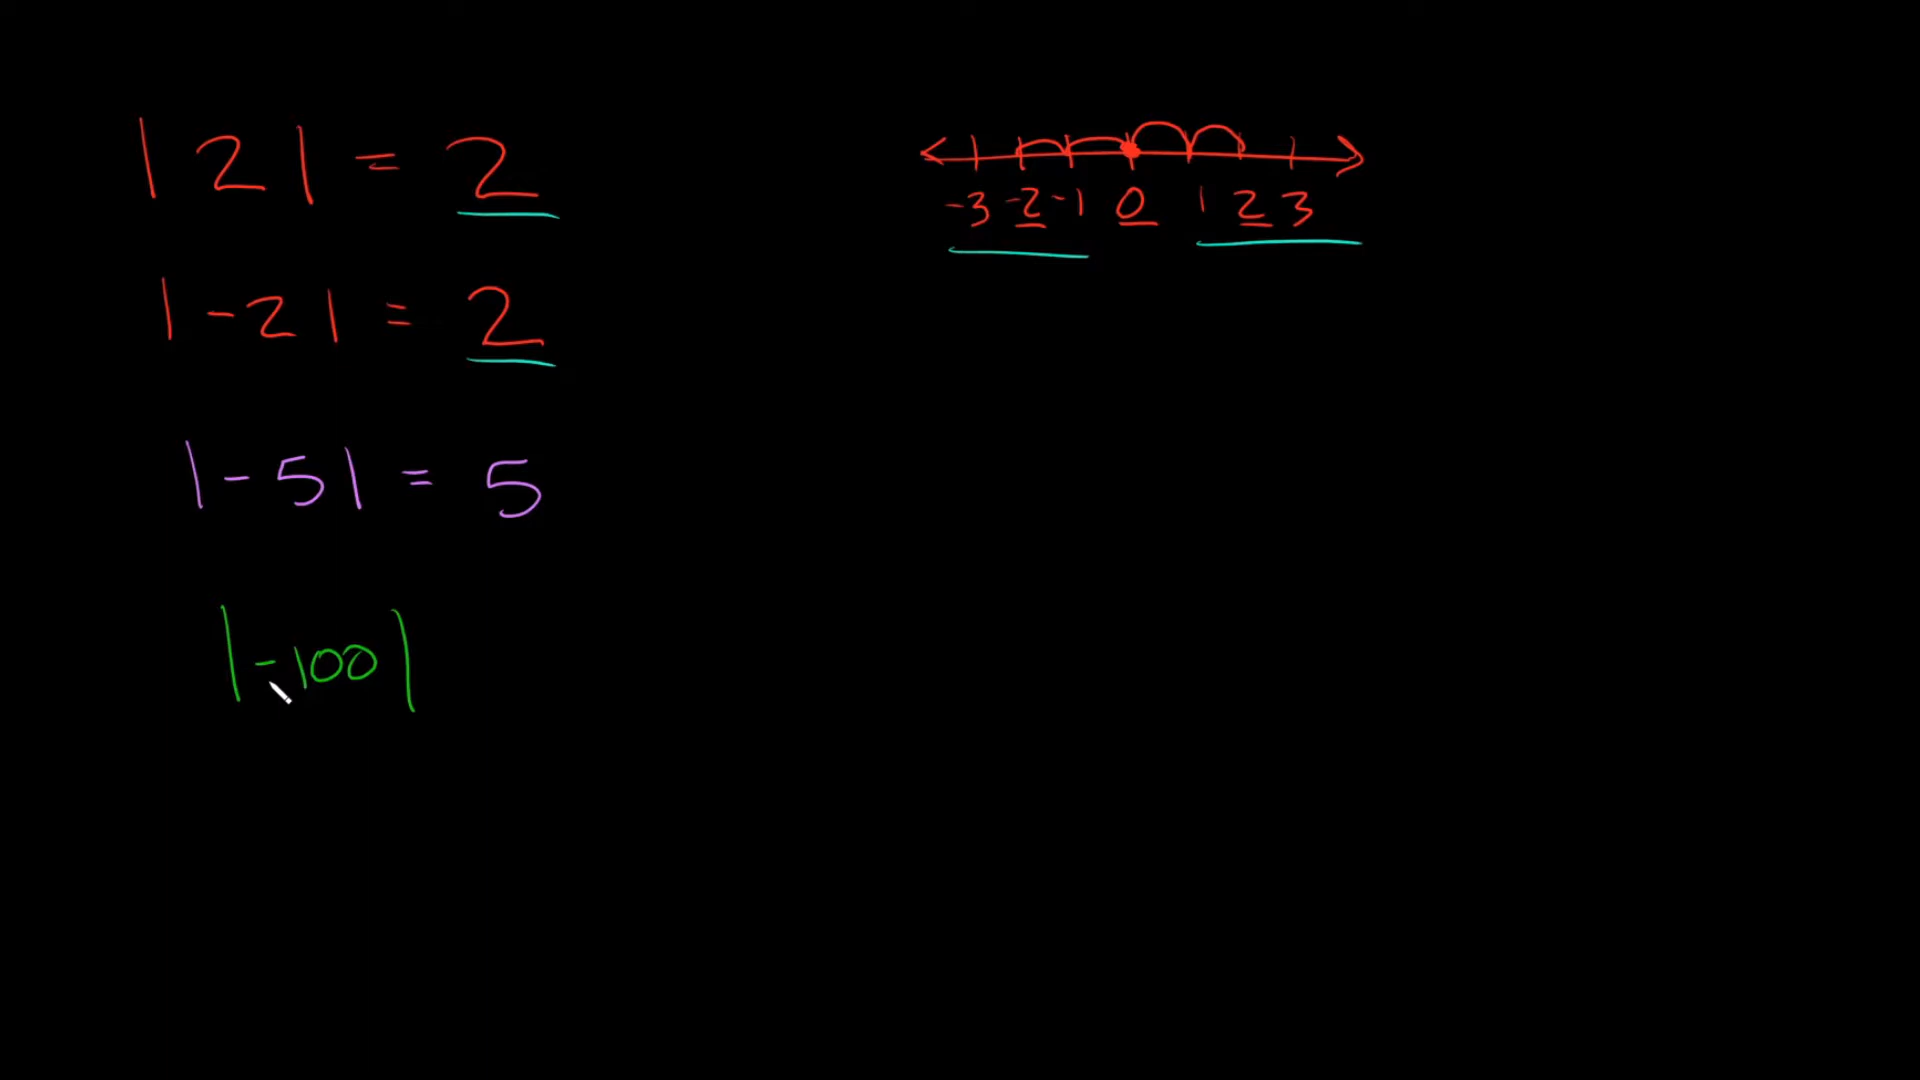 |2| = 2
-3 -2 -1 0 1 2 3
|-2| = 2
|-5| = 5
|-100|